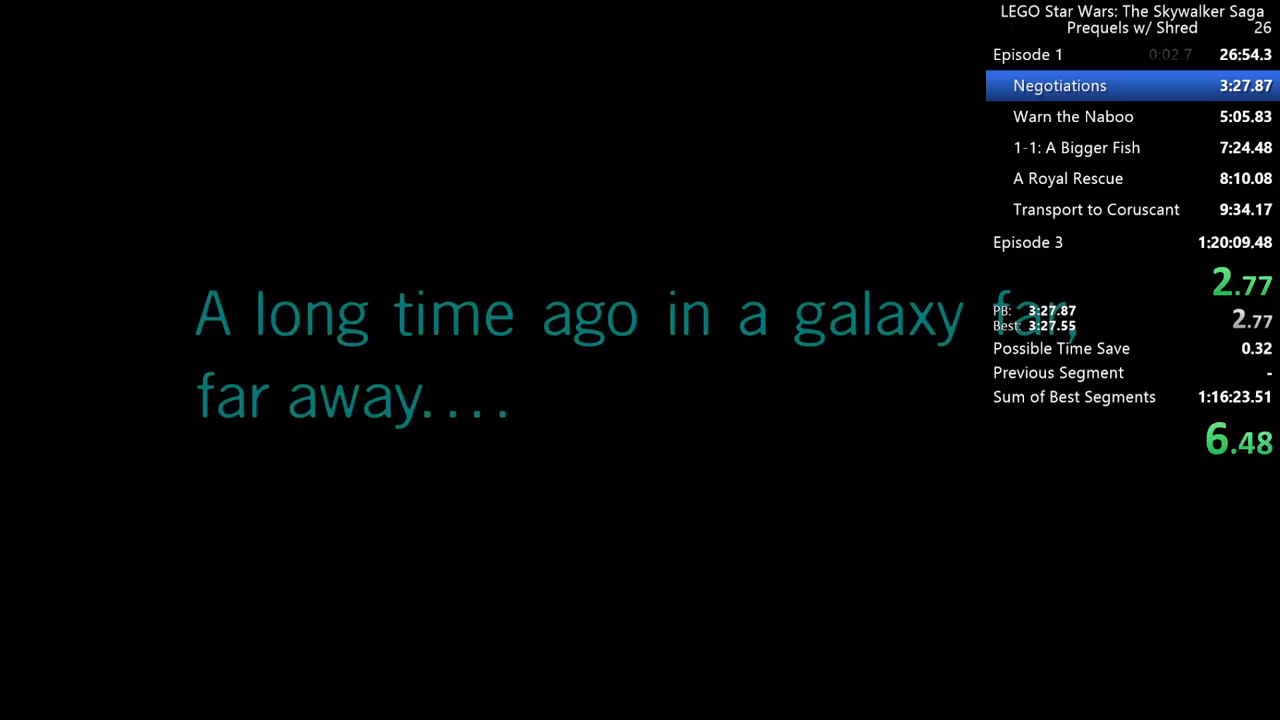 LEGO Star Wars: The Skywalker Saga
Prequels w/ Shred 26
Episode 1 0:02.7 26:54.3
Negotiations 3:27.87
Warn the Naboo 5:05.83
1-1: A Bigger Fish 7:24.48
A Royal Rescue 8:10.08
Transport to Coruscant 9:34.17
Episode 3 1:20:09.48
2.77
PB: 3:27.87
Best: 3:27.55
2.77
Possible Time Save 0.32
Previous Segment -
Sum of Best Segments 1:16:23.51
6.48
A long time ago in a galaxy far,
far away....